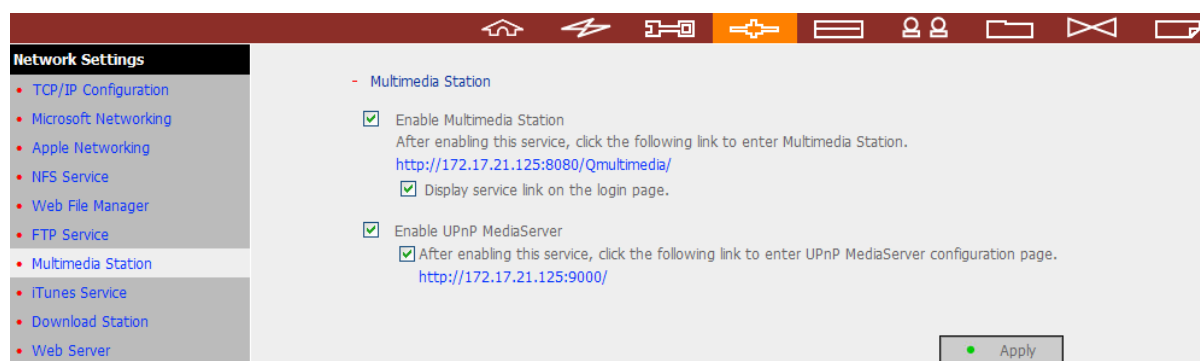 Network Settings
TCP/IP Configuration
Microsoft Networking
Apple Networking
NFS Service
Web File Manager
FTP Service
Multimedia Station
iTunes Service
Download Station
Web Server
- Multimedia Station
Enable Multimedia Station
After enabling this service, click the following link to enter Multimedia Station.
http://172.17.21.125:8080/Qmultimedia/
Display service link on the login page.
Enable UPnP MediaServer
After enabling this service, click the following link to enter UPnP MediaServer configuration page.
http://172.17.21.125:9000/
Apply